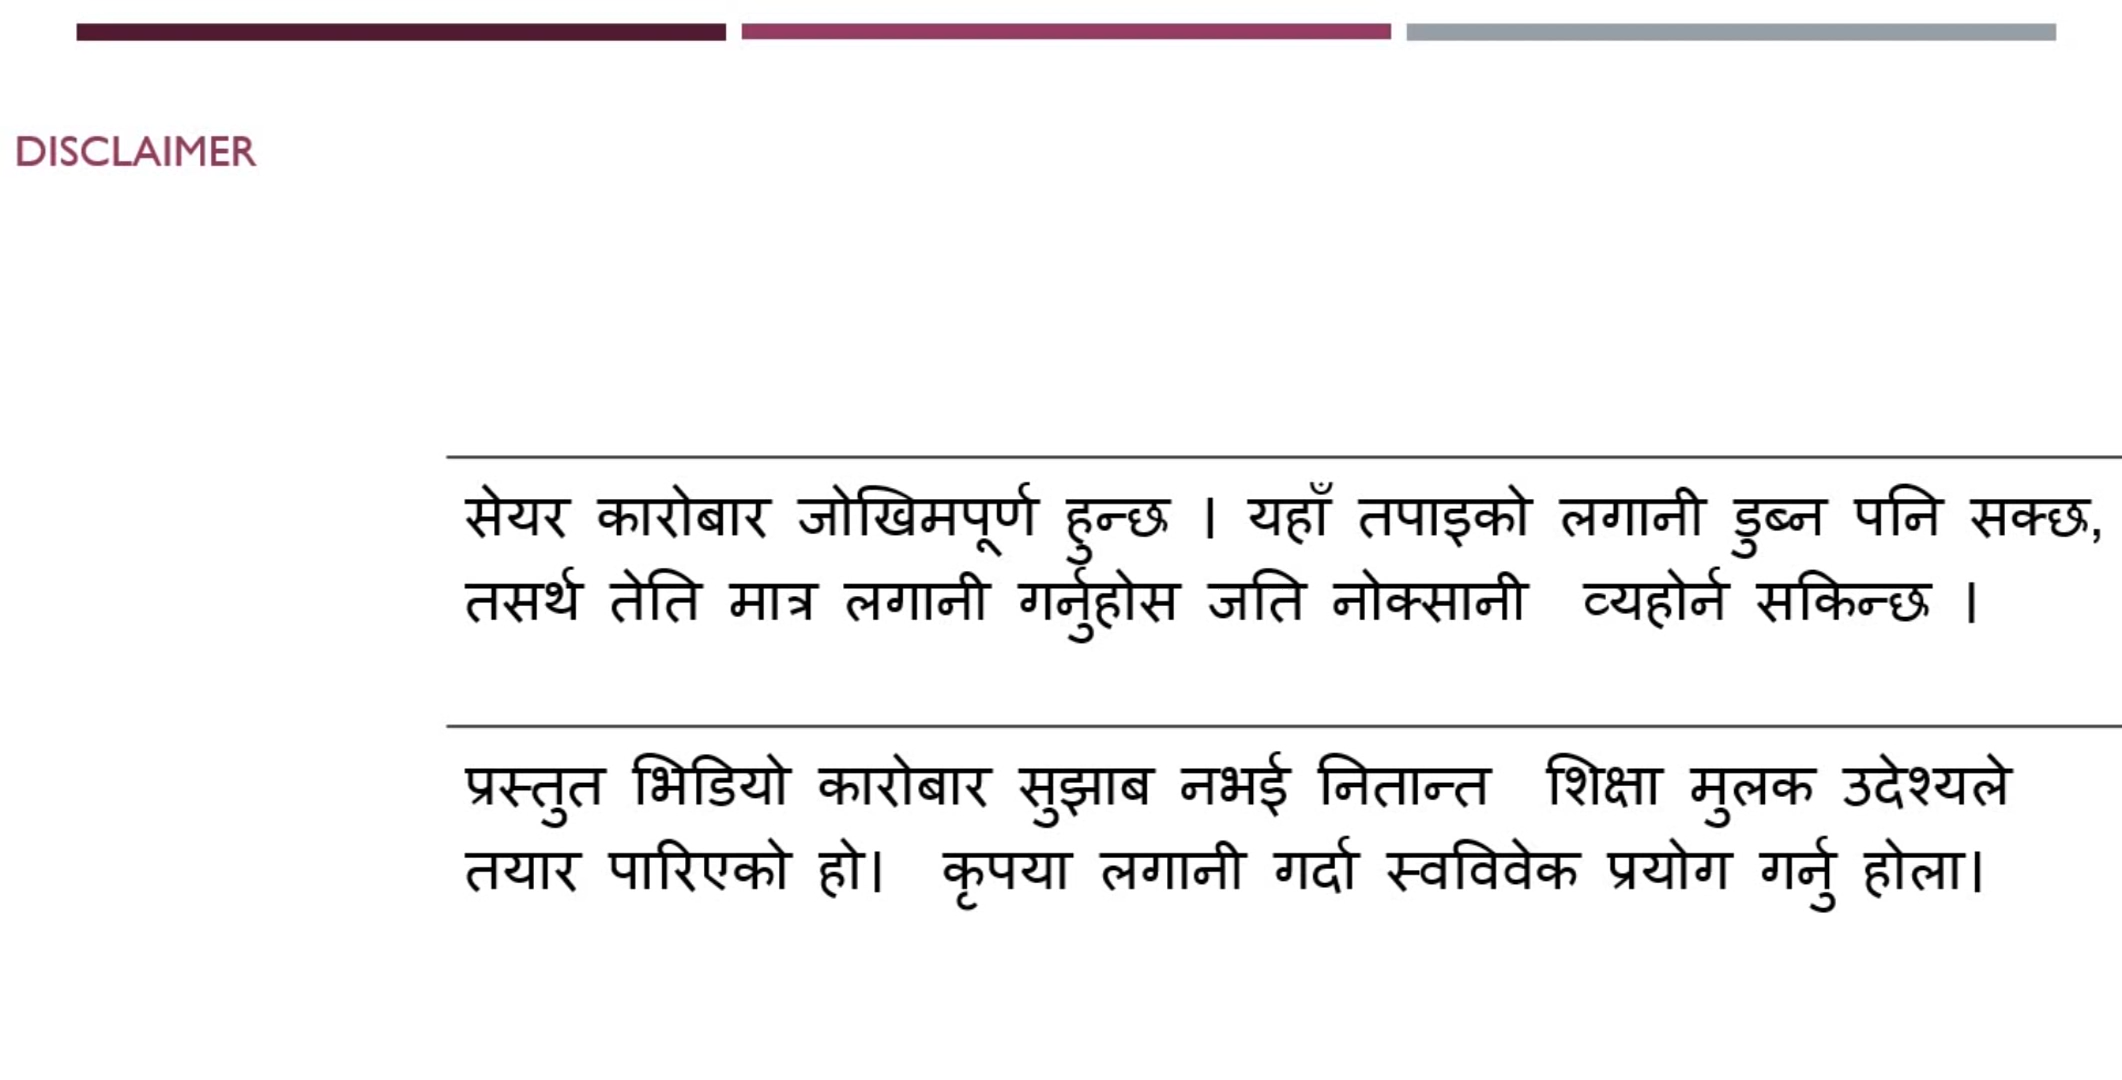 DISCLAIMER
सेयर कारोबार जोखिमपूर्ण हुन्छ । यहाँ तपाइको लगानी डुब्न पनि सक्छ,
तसर्थ तेति मात्र लगानी गर्नुहोस जति नोक्सानी व्यहोर्न सकिन्छ ।
प्रस्तुत भिडियो कारोबार सुझाब नभई नितान्त शिक्षा मुलक उदेश्यले
तयार पारिएको हो। कृपया लगानी गर्दा स्वविवेक प्रयोग गर्नु होला।